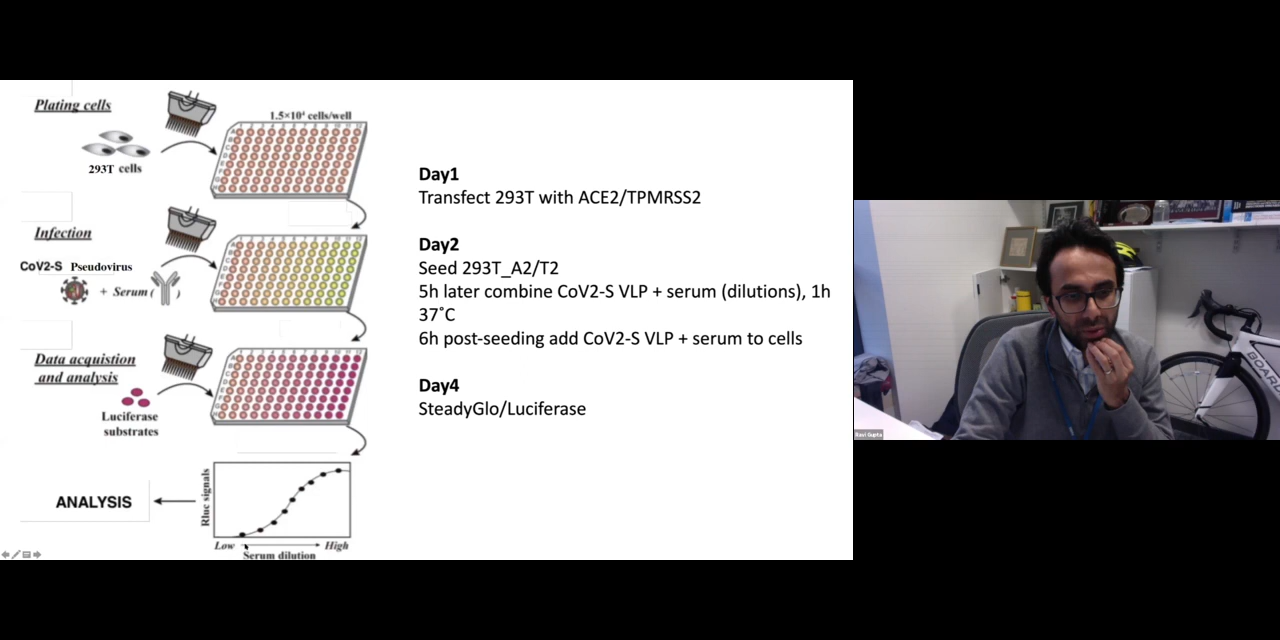 Plating cells
1.5×10⁴ cells/well
293T cells
Infection
CoV2-S Pseudovirus
+ Serum ( )
Data acquistion
and analysis
Luciferase
substrates
ANALYSIS
Rluc signals
Low High
Serum dilution
Day1
Transfect 293T with ACE2/TPMRSS2
Day2
Seed 293T_A2/T2
5h later combine CoV2-S VLP + serum (dilutions), 1h
37˚C
6h post-seeding add CoV2-S VLP + serum to cells
Day4
SteadyGlo/Luciferase
BOARD
Ravi Gupta